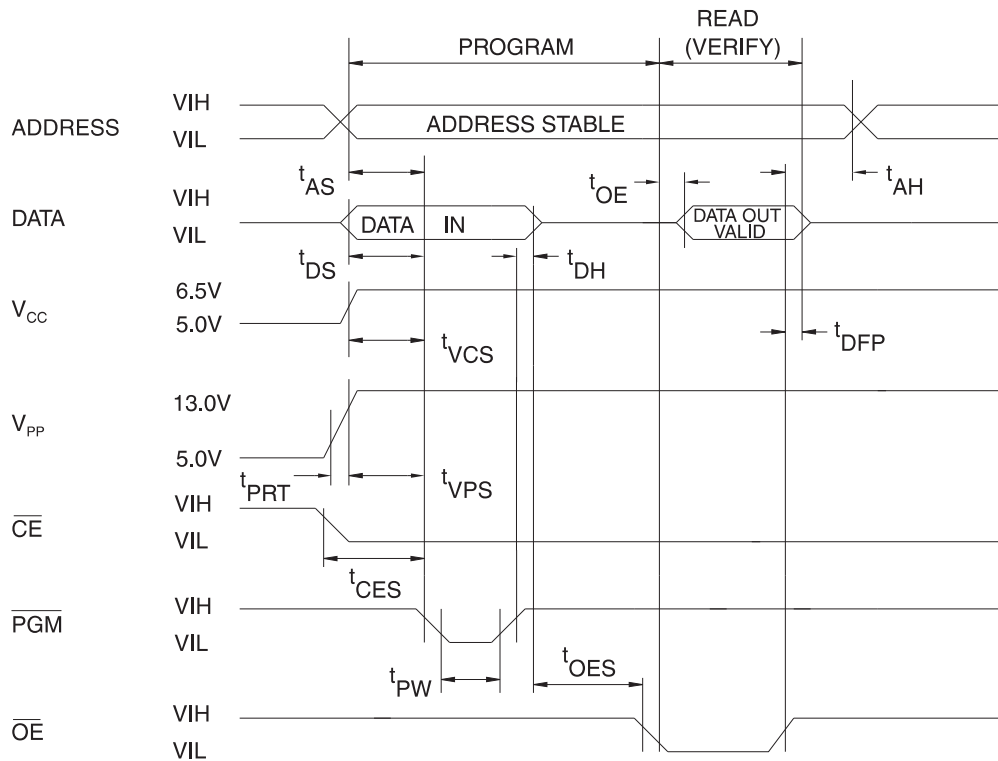 READ
PROGRAM (VERIFY)
ADDRESS VIH
VIL
ADDRESS STABLE
tAS
tOE
tAH
DATA VIH
VIL
DATA IN
DATA OUT
VALID
tDS
tDH
VCC 6.5V
5.0V
tVCS
tDFP
VPP 13.0V
5.0V
tPRT
tVPS
CE VIH
VIL
tCES
PGM VIH
VIL
tPW
tOES
OE VIH
VIL